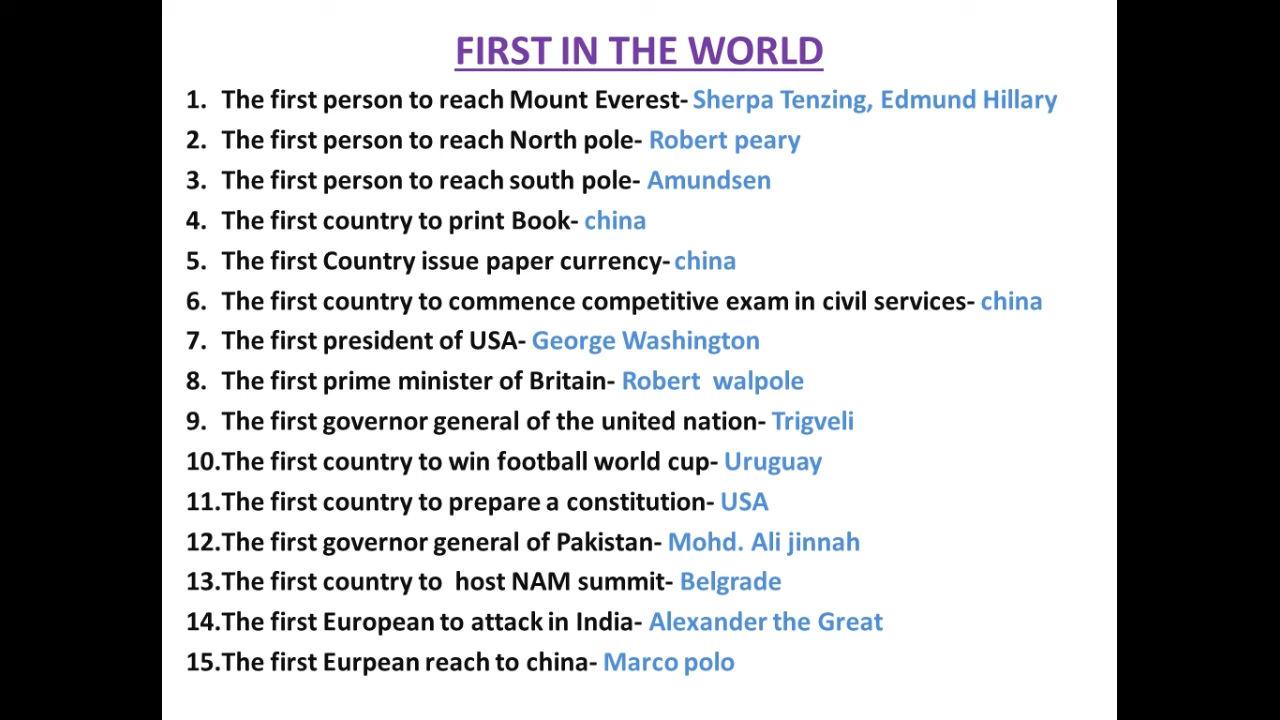 FIRST IN THE WORLD
1. The first person to reach Mount Everest- Sherpa Tenzing, Edmund Hillary
2. The first person to reach North pole- Robert peary
3. The first person to reach south pole- Amundsen
4. The first country to print Book- china
5. The first Country issue paper currency- china
6. The first country to commence competitive exam in civil services- china
7. The first president of USA- George Washington
8. The first prime minister of Britain- Robert walpole
9. The first governor general of the united nation- Trigveli
10.The first country to win football world cup- Uruguay
11.The first country to prepare a constitution- USA
12.The first governor general of Pakistan- Mohd. Ali jinnah
13.The first country to host NAM summit- Belgrade
14.The first European to attack in India- Alexander the Great
15.The first Eurpean reach to china- Marco polo